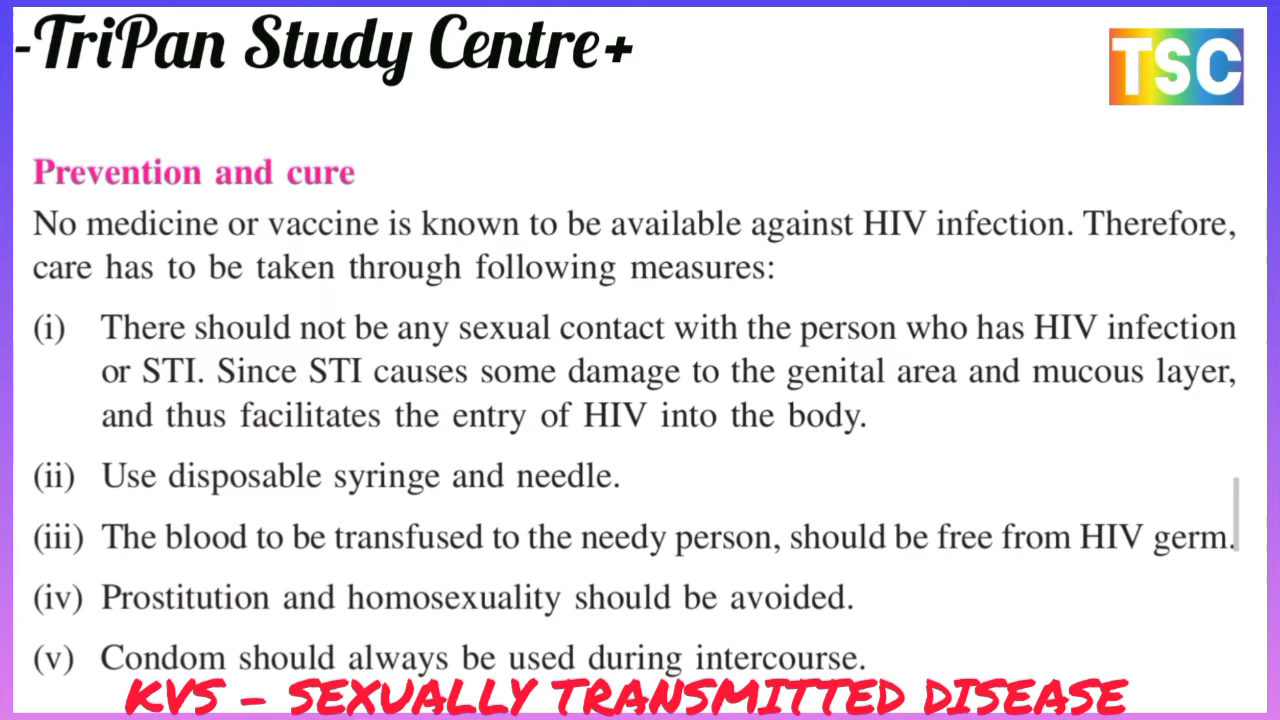 -TriPan Study Centre+
TSC
Prevention and cure
No medicine or vaccine is known to be available against HIV infection. Therefore,
care has to be taken through following measures:
(i) There should not be any sexual contact with the person who has HIV infection
or STI. Since STI causes some damage to the genital area and mucous layer,
and thus facilitates the entry of HIV into the body.
(ii) Use disposable syringe and needle.
(iii) The blood to be transfused to the needy person, should be free from HIV germ.
(iv) Prostitution and homosexuality should be avoided.
(v) Condom should always be used during intercourse.
KVS - SEXUALLY TRANSMITTED DISEASE